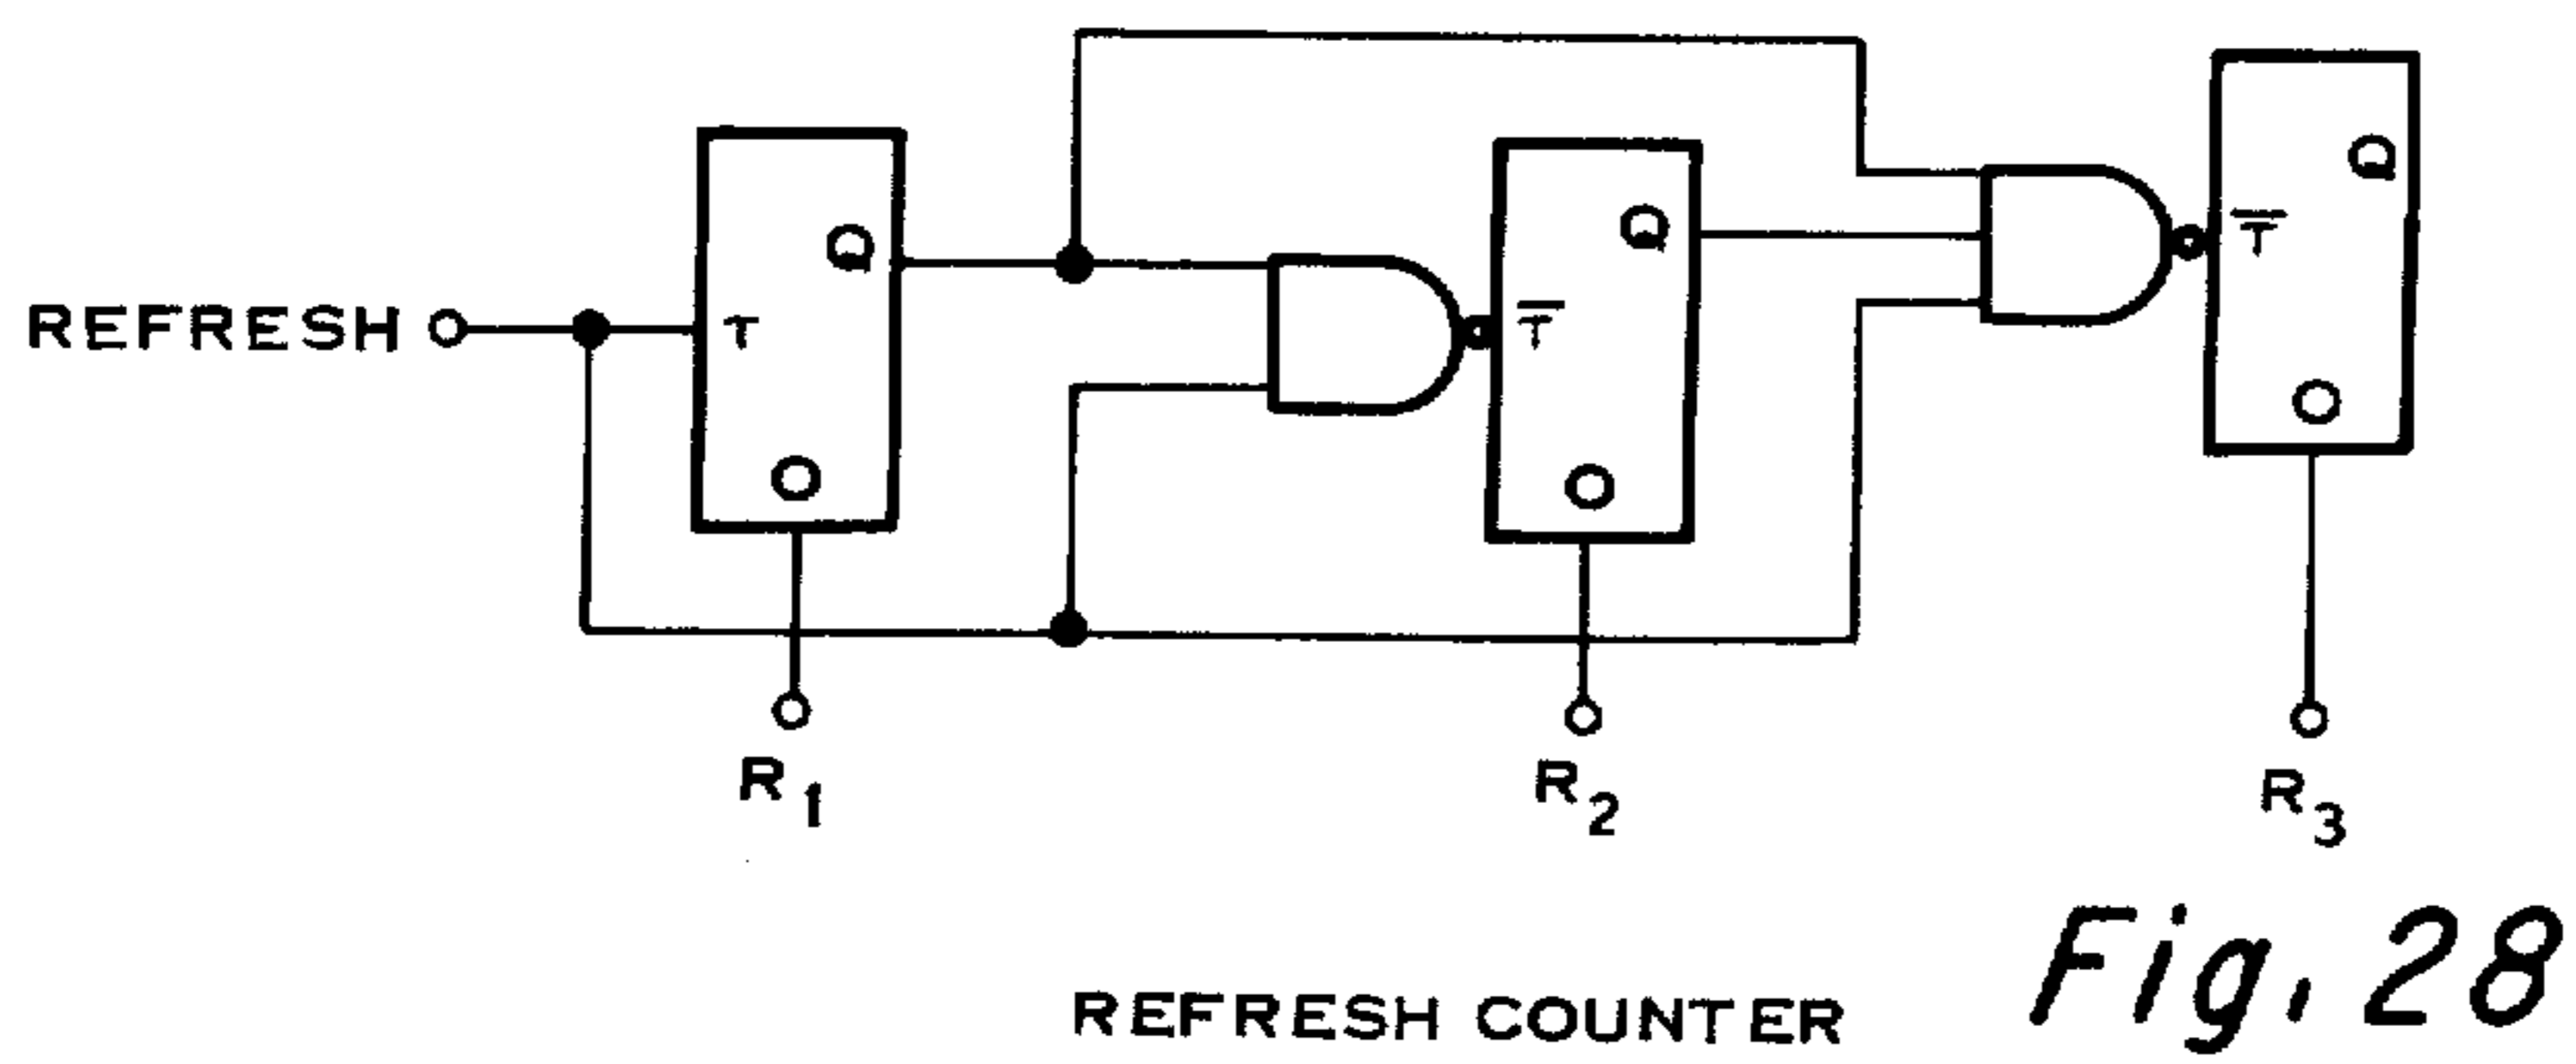 REFRESH
T
Q
O
T̅
Q
O
T̅
Q
O
R1
R2
R3
REFRESH COUNTER
Fig. 28